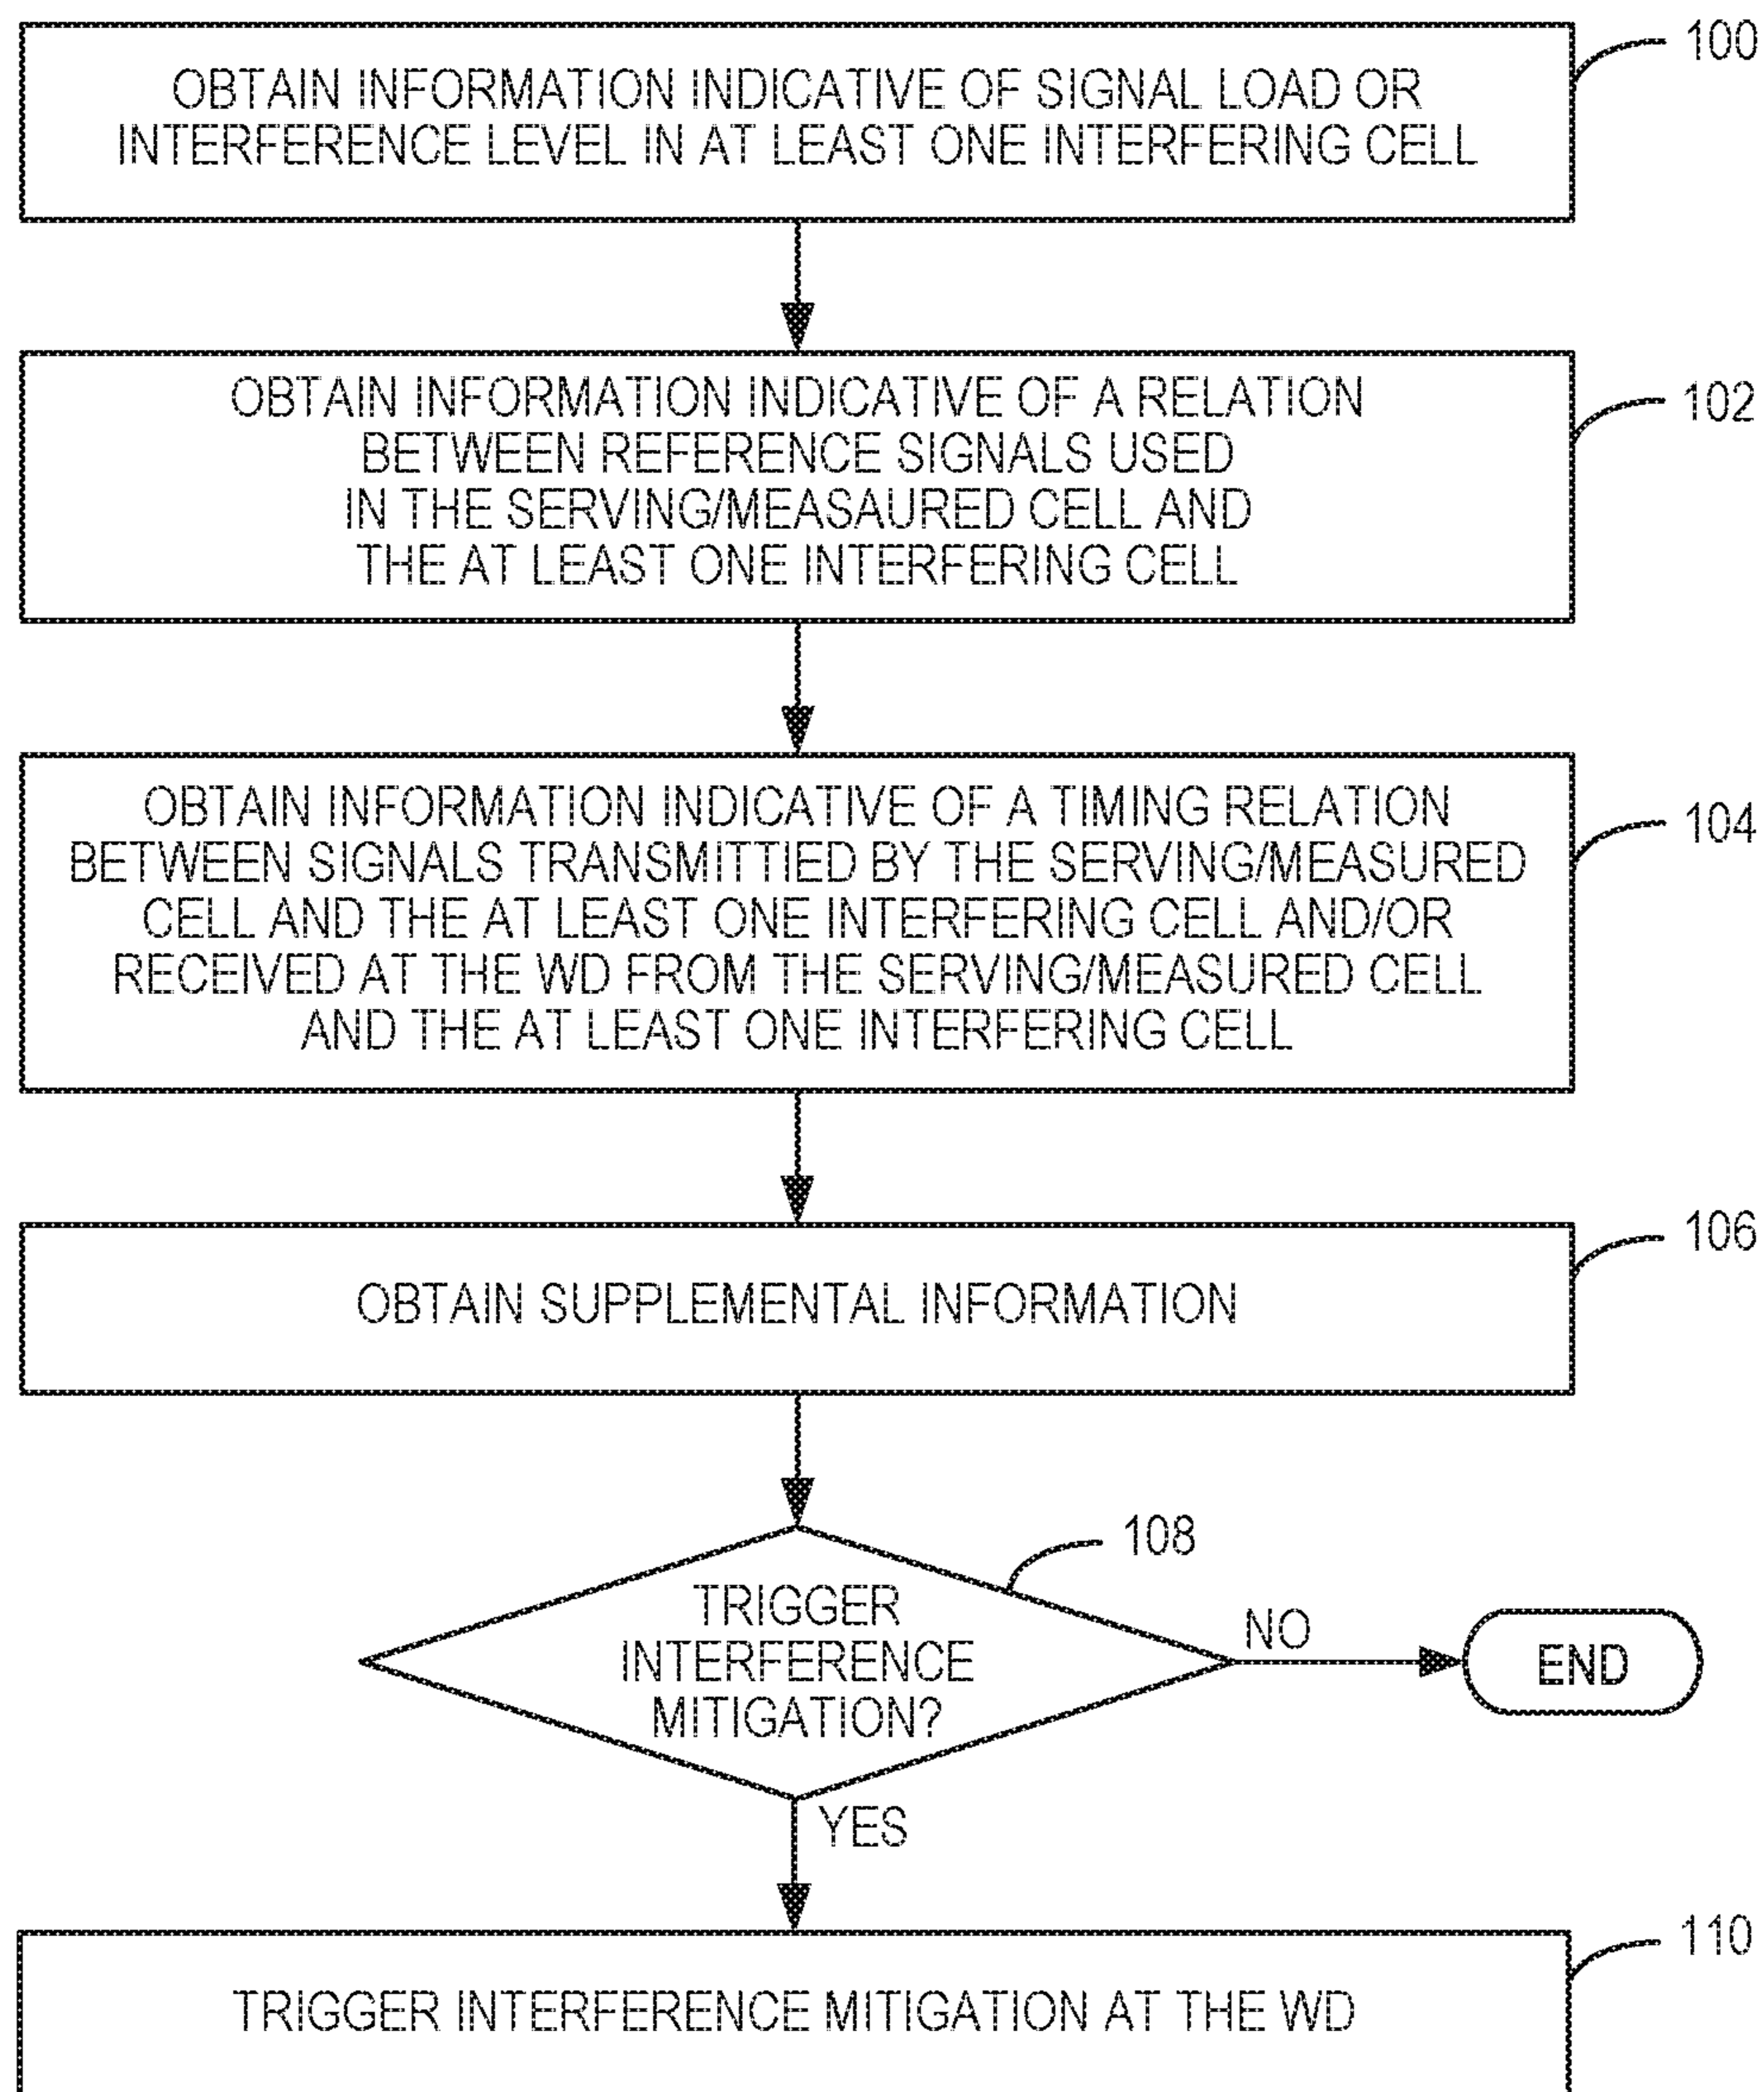 100
OBTAIN INFORMATION INDICATIVE OF SIGNAL LOAD OR
INTERFERENCE LEVEL IN AT LEAST ONE INTERFERING CELL
OBTAIN INFORMATION INDICATIVE OF A RELATION
BETWEEN REFERENCE SIGNALS USED
IN THE SERVING/MEASAURED CELL AND
THE AT LEAST ONE INTERFERING CELL
102
OBTAIN INFORMATION INDICATIVE OF A TIMING RELATION
BETWEEN SIGNALS TRANSMITTIED BY THE SERVING/MEASURED
CELL AND THE AT LEAST ONE INTERFERING CELL AND/OR
RECEIVED AT THE WD FROM THE SERVING/MEASURED CELL
AND THE AT LEAST ONE INTERFERING CELL
104
OBTAIN SUPPLEMENTAL INFORMATION
106
TRIGGER
INTERFERENCE
MITIGATION?
108
NO
END
YES
TRIGGER INTERFERENCE MITIGATION AT THE WD
110